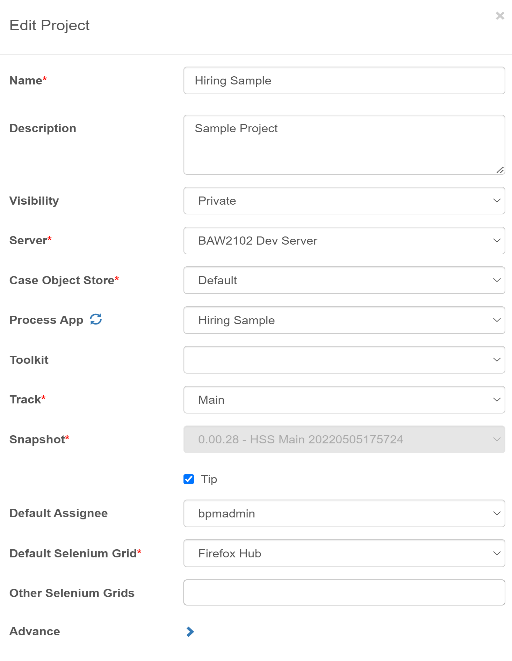 Edit Project
×
Name* Hiring Sample
Description Sample Project
Visibility Private
Server* BAW2102 Dev Server
Case Object Store* Default
Process App Hiring Sample
Toolkit
Track* Main
Snapshot* 0.00.28 - HSS Main 20220505175724
Tip
Default Assignee bpmadmin
Default Selenium Grid* Firefox Hub
Other Selenium Grids
Advance